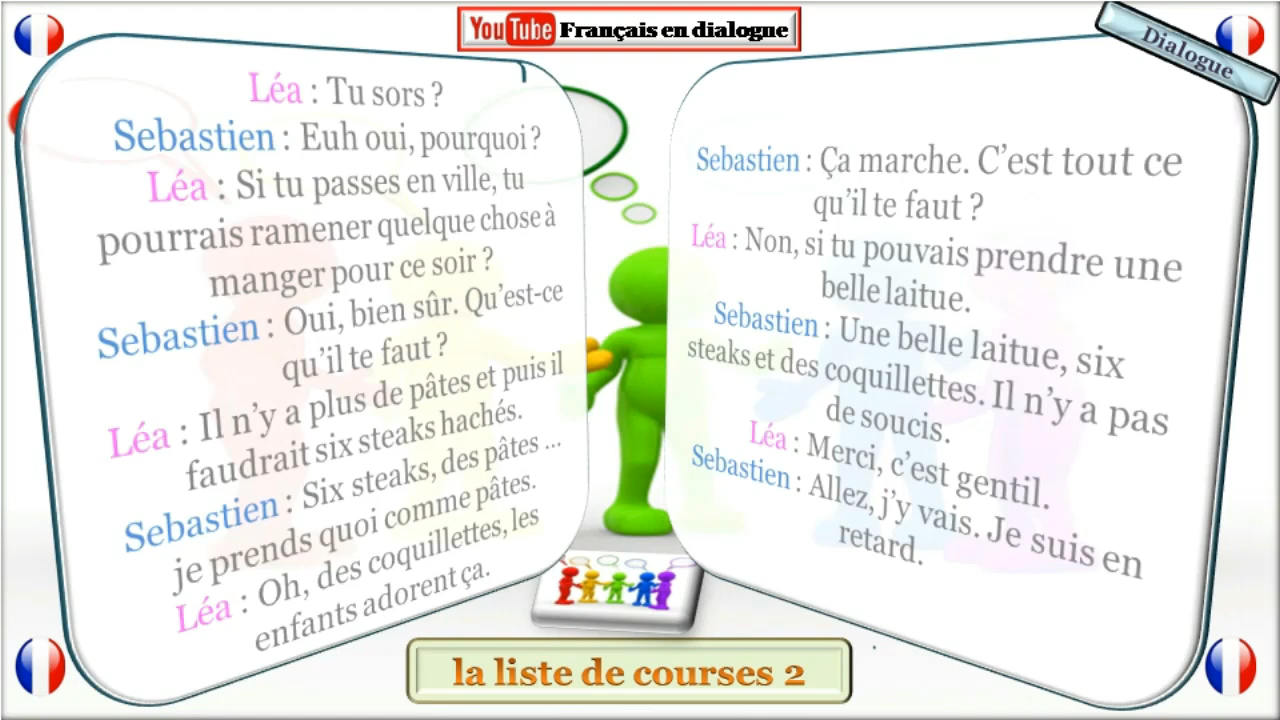 YouTube Français en dialogue
Dialogue
Léa : Tu sors ?
Sebastien : Euh oui, pourquoi ?
Léa : Si tu passes en ville, tu
pourrais ramener quelque chose à
manger pour ce soir ?
Sebastien : Oui, bien sûr. Qu'est-ce
qu'il te faut ?
Léa : Il n'y a plus de pâtes et puis il
faudrait six steaks hachés.
Sebastien : Six steaks, des pâtes ...
je prends quoi comme pâtes.
Léa : Oh, des coquillettes, les
enfants adorent ça.
Sebastien : Ça marche. C'est tout ce
qu'il te faut ?
Léa : Non, si tu pouvais prendre une
belle laitue.
Sebastien : Une belle laitue, six
steaks et des coquillettes. Il n'y a pas
de soucis.
Léa : Merci, c'est gentil.
Sebastien : Allez, j'y vais. Je suis en
retard.
la liste de courses 2